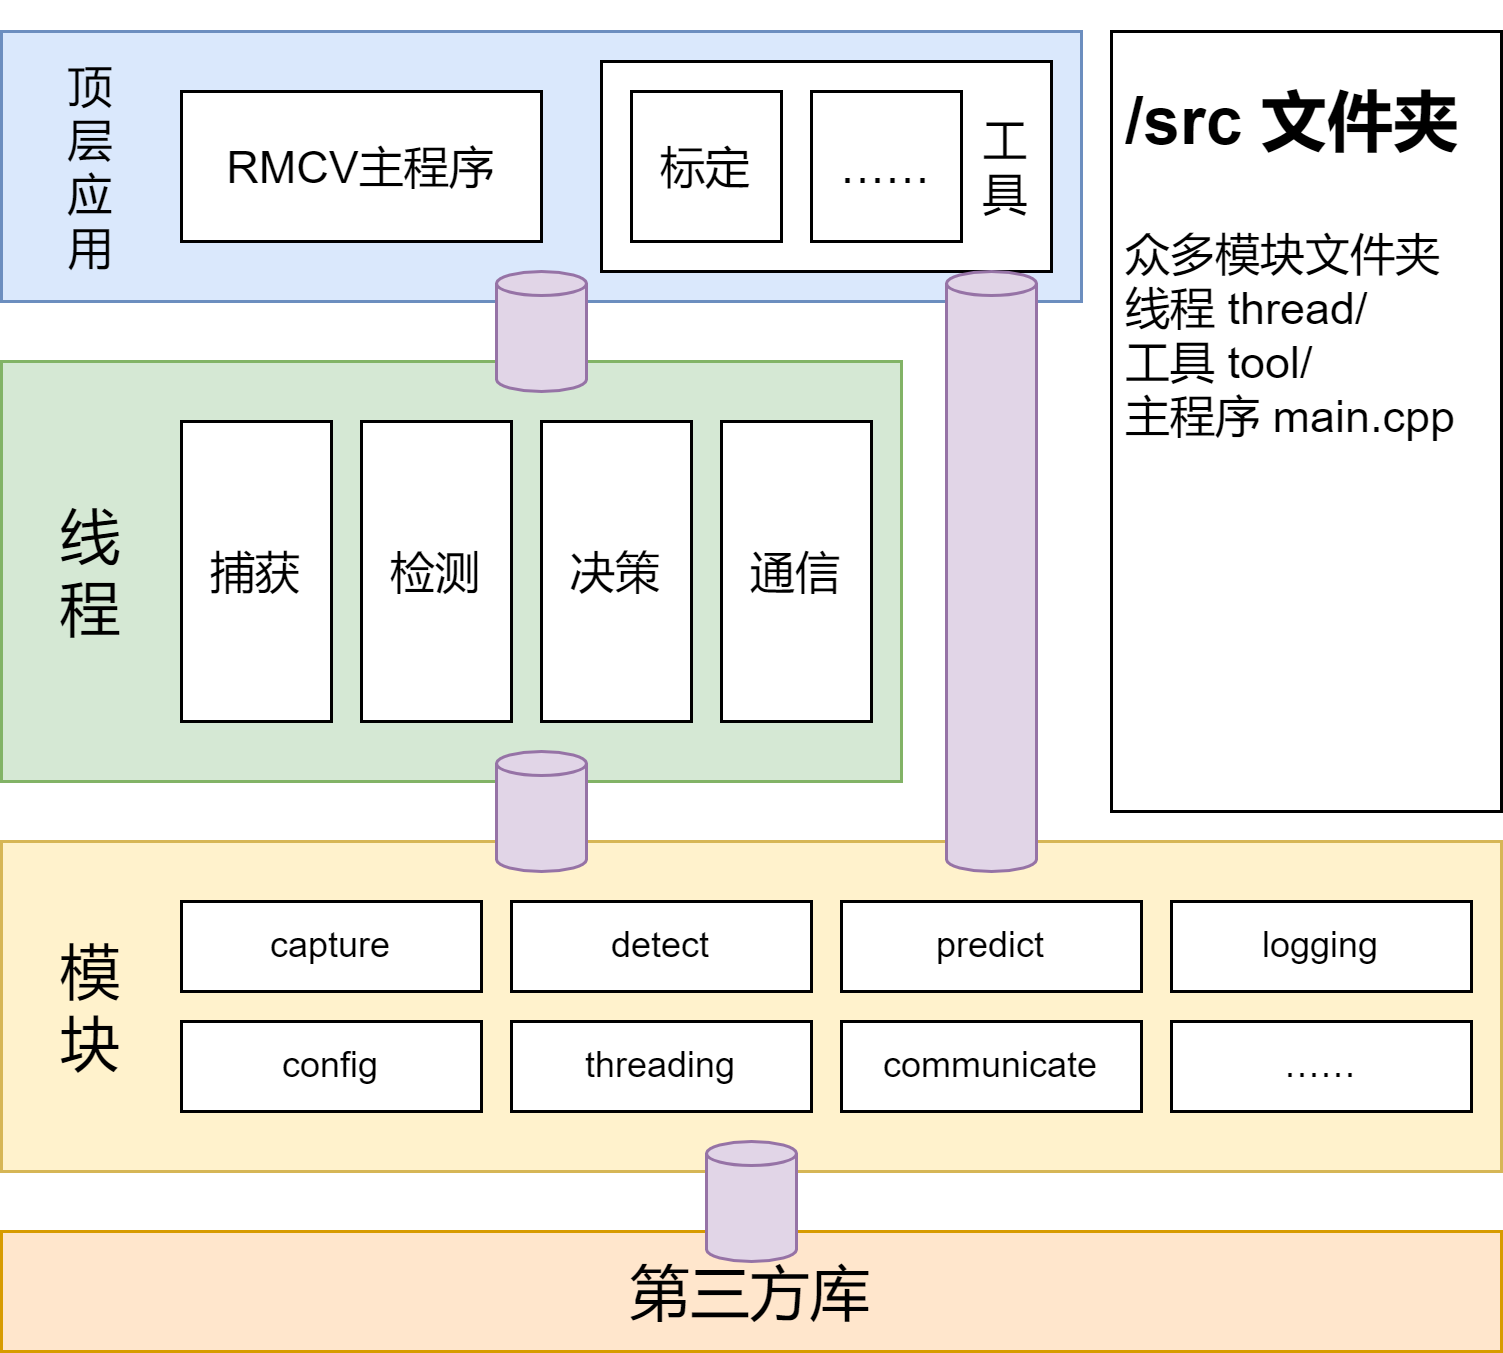 顶层应用
RMCV主程序
标定
……
工具
/src 文件夹
众多模块文件夹
线程 thread/
工具 tool/
主程序 main.cpp
线程
捕获
检测
决策
通信
模块
capture
detect
predict
logging
config
threading
communicate
……
第三方库